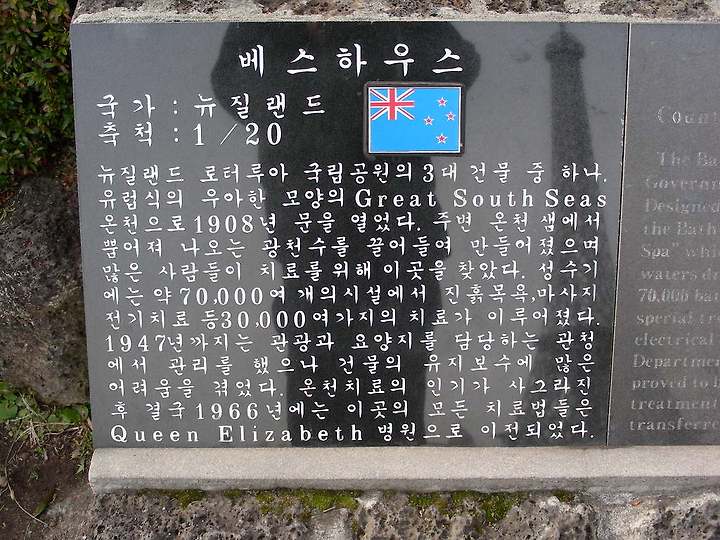 베스하우스
국가 : 뉴질랜드
축척 : 1/20
뉴질랜드 로터루아 국립공원의 3대 건물 중 하나.
유럽식의 우아한 모양의 Great South Seas
온천으로 1908년 문을 열었다. 주변 온천 샘에서
뿜어져 나오는 광천수를 끌어들여 만들어졌으며
많은 사람들이 치료를위해 이곳을 찾았다. 성수기
에는 약 70,000여 개의시설에서 진흙목욕,마사지
전기치료 등30,000여가지의 치료가 이루어졌다.
1947년까지는 관광과 요양지를 담당하는 관청
에서 관리를 했으나 건물의 유지보수에 많은
어려움을 겪었다. 온천치료의 인기가 사그라진
후 결국 1966년에는 이곳의 모든 치료법들은
Queen Elizabeth 병원으로 이전되었다.
Coun
The Ba
Governm
Designed
the Bath
Spa" whi
waters de
70,000 bat
special tre
electrical
Departmen
proved to b
treatment
transferre